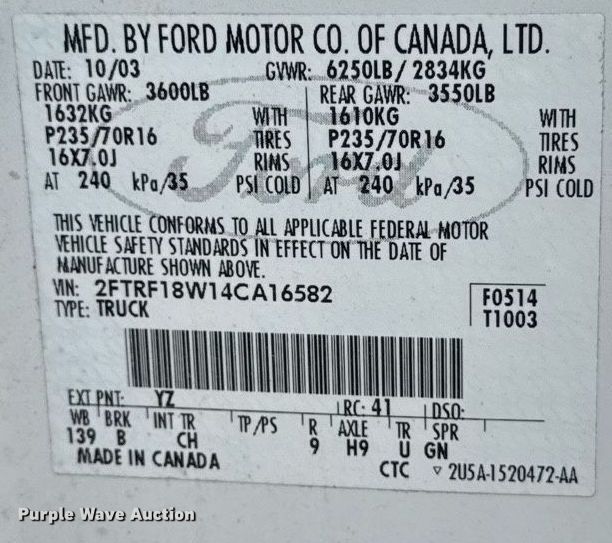 MFD. BY FORD MOTOR CO. OF CANADA, LTD.
DATE: 10/03 GVWR: 6250LB/ 2834KG
FRONT GAWR: 3600LB REAR GAWR: 3550LB
1632KG WITH 1610KG WITH
P235/70R16 TIRES P235/70R16 TIRES
16X7.0J RIMS 16X7.0J RIMS
AT 240 kPa/35 PSI COLD AT 240 kPa/35 PSI COLD
Ford
THIS VEHICLE CONFORMS TO ALL APPLICABLE FEDERAL MOTOR
VEHICLE SAFETY STANDARDS IN EFFECT ON THE DATE OF
MANUFACTURE SHOWN ABOVE.
VIN: 2FTRF18W14CA16582 F0514
TYPE: TRUCK T1003
EXT PNT: YZ RC: 41 DSO:
WB BRK INT TR TP/PS R AXLE TR SPR
139 B CH 9 H9 U GN
MADE IN CANADA CTC ▿ 2U5A-1520472-AA
Purple Wave Auction